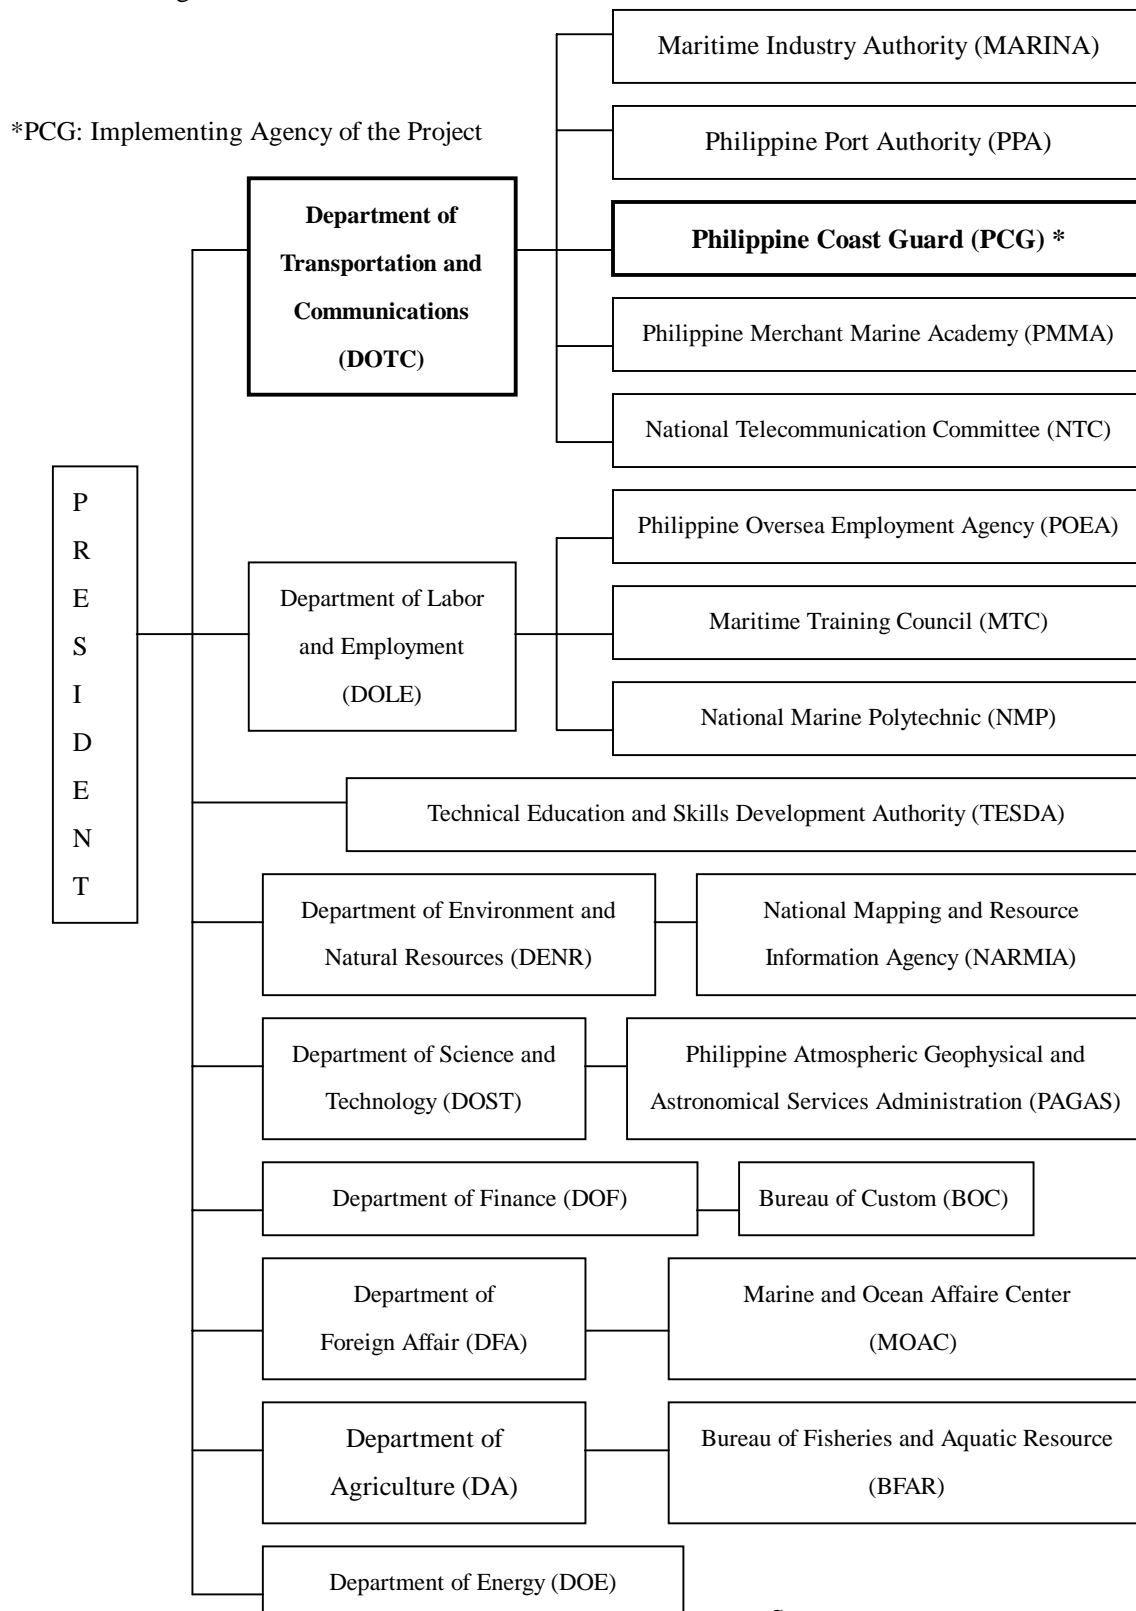 Maritime Industry Authority (MARINA)
*PCG: Implementing Agency of the Project
Philippine Port Authority (PPA)
Department of
Transportation and
Communications
(DOTC)
Philippine Coast Guard (PCG) *
Philippine Merchant Marine Academy (PMMA)
National Telecommunication Committee (NTC)
P
R
E
S
I
D
E
N
T
Philippine Oversea Employment Agency (POEA)
Department of Labor
and Employment
(DOLE)
Maritime Training Council (MTC)
National Marine Polytechnic (NMP)
Technical Education and Skills Development Authority (TESDA)
Department of Environment and
Natural Resources (DENR)
National Mapping and Resource
Information Agency (NARMIA)
Department of Science and
Technology (DOST)
Philippine Atmospheric Geophysical and
Astronomical Services Administration (PAGAS)
Department of Finance (DOF)
Bureau of Custom (BOC)
Department of
Foreign Affair (DFA)
Marine and Ocean Affaire Center
(MOAC)
Department of
Agriculture (DA)
Bureau of Fisheries and Aquatic Resource
(BFAR)
Department of Energy (DOE)